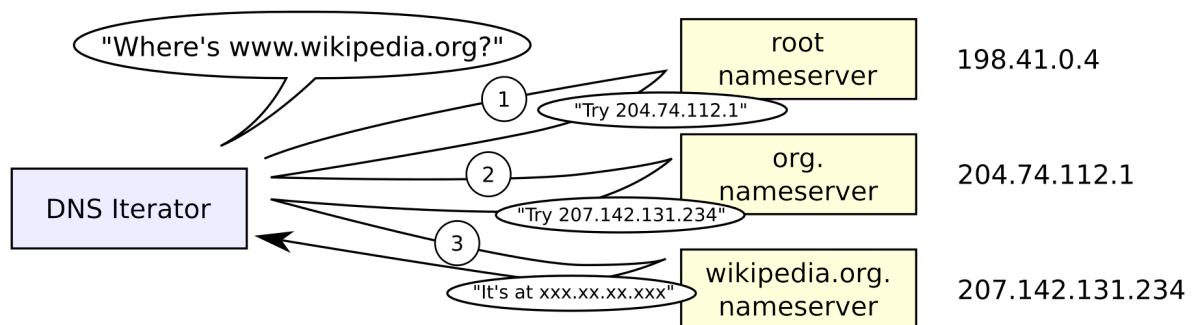 "Where's www.wikipedia.org?"
DNS Iterator
1
2
3
root
nameserver
198.41.0.4
"Try 204.74.112.1"
org.
nameserver
204.74.112.1
"Try 207.142.131.234"
wikipedia.org.
nameserver
207.142.131.234
"It's at xxx.xx.xx.xxx"